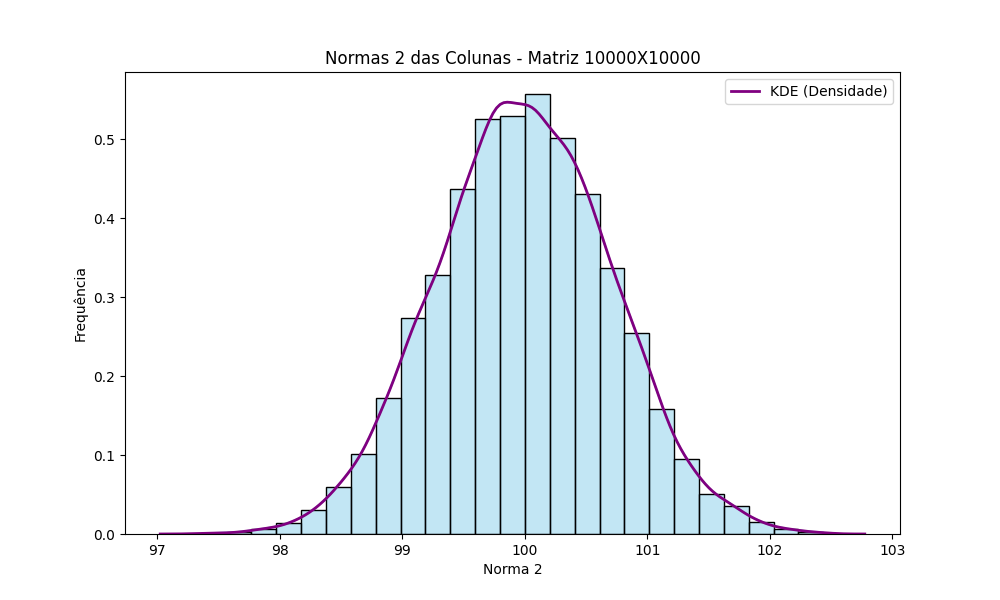 Normas 2 das Colunas - Matriz 10000X10000
KDE (Densidade)
Frequência
0.5
0.4
0.3
0.2
0.1
0.0
97 98 99 100 101 102 103
Norma 2